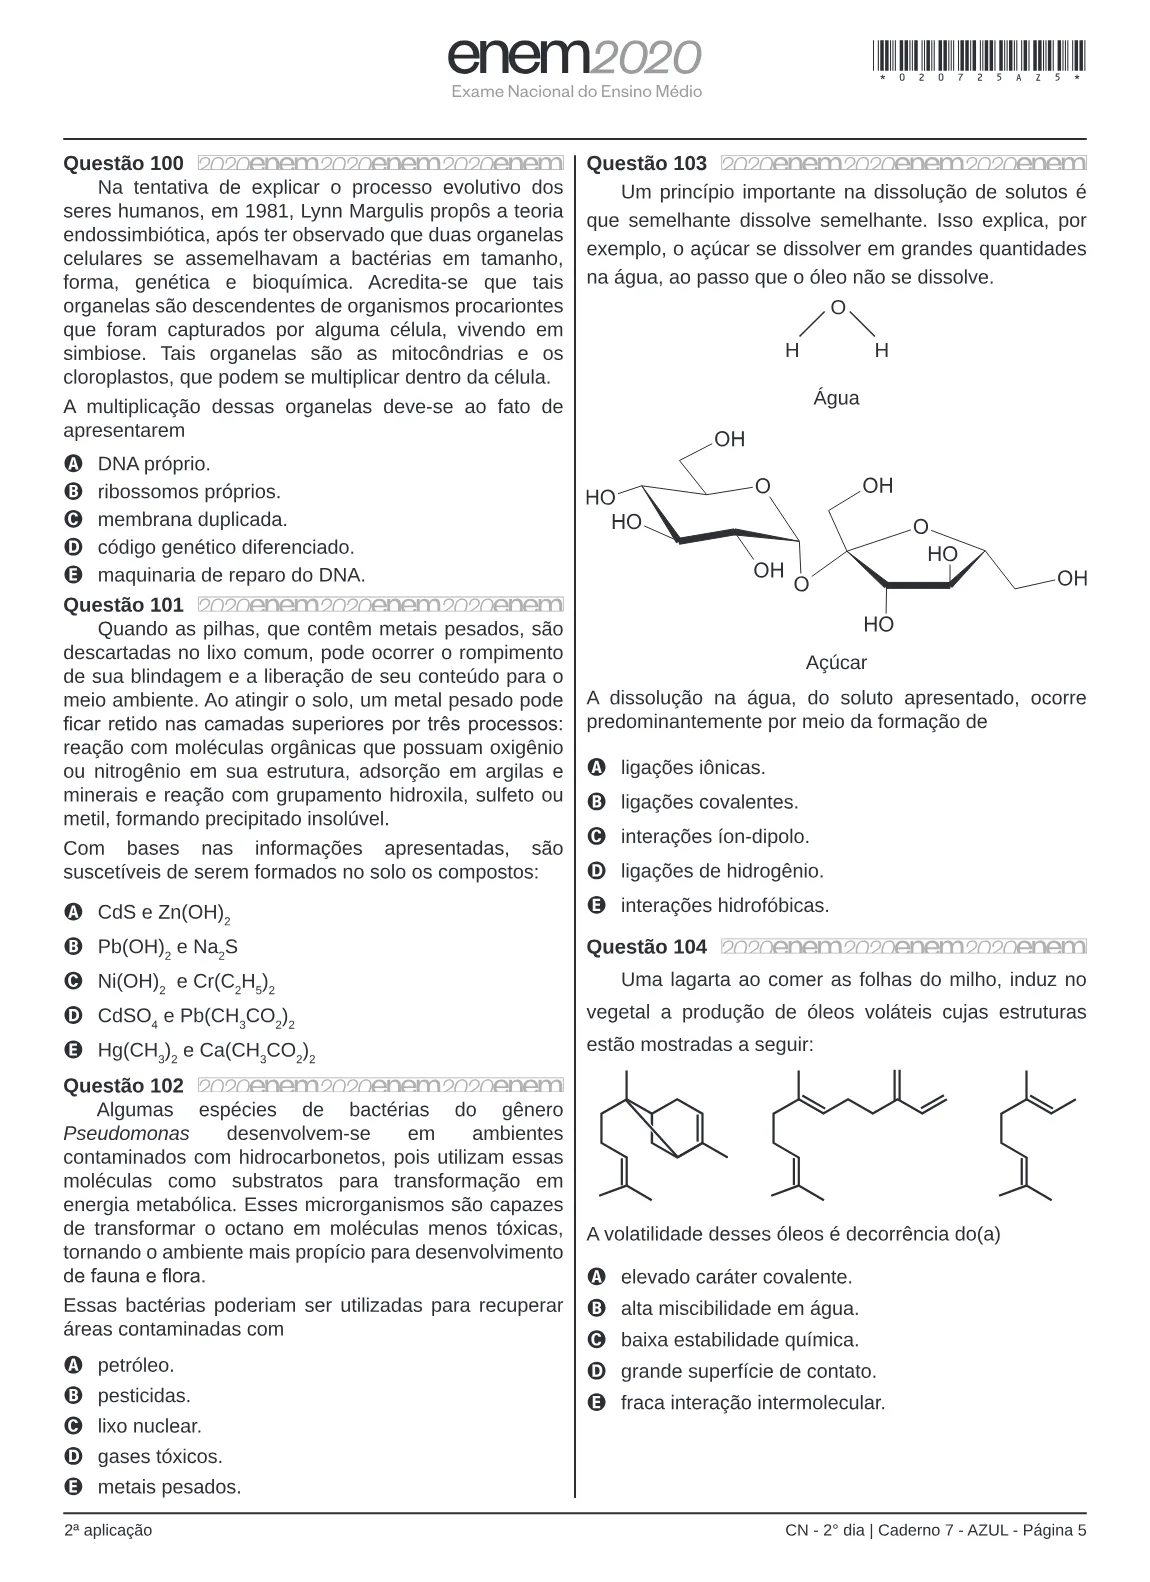 enem2020
Exame Nacional do Ensino Médio
*020725AZ5*
Questão 100 2020enem2020enem2020enem
Na tentativa de explicar o processo evolutivo dos
seres humanos, em 1981, Lynn Margulis propôs a teoria
endossimbiótica, após ter observado que duas organelas
celulares se assemelhavam a bactérias em tamanho,
forma, genética e bioquímica. Acredita-se que tais
organelas são descendentes de organismos procariontes
que foram capturados por alguma célula, vivendo em
simbiose. Tais organelas são as mitocôndrias e os
cloroplastos, que podem se multiplicar dentro da célula.
A multiplicação dessas organelas deve-se ao fato de
apresentarem
A DNA próprio.
B ribossomos próprios.
C membrana duplicada.
D código genético diferenciado.
E maquinaria de reparo do DNA.
Questão 101 2020enem2020enem2020enem
Quando as pilhas, que contêm metais pesados, são
descartadas no lixo comum, pode ocorrer o rompimento
de sua blindagem e a liberação de seu conteúdo para o
meio ambiente. Ao atingir o solo, um metal pesado pode
ficar retido nas camadas superiores por três processos:
reação com moléculas orgânicas que possuam oxigênio
ou nitrogênio em sua estrutura, adsorção em argilas e
minerais e reação com grupamento hidroxila, sulfeto ou
metil, formando precipitado insolúvel.
Com bases nas informações apresentadas, são
suscetíveis de serem formados no solo os compostos:
A CdS e Zn(OH)2
B Pb(OH)2 e Na2S
C Ni(OH)2 e Cr(C2H5)2
D CdSO4 e Pb(CH3CO2)2
E Hg(CH3)2 e Ca(CH3CO2)2
Questão 102 2020enem2020enem2020enem
Algumas espécies de bactérias do gênero
Pseudomonas desenvolvem-se em ambientes
contaminados com hidrocarbonetos, pois utilizam essas
moléculas como substratos para transformação em
energia metabólica. Esses microrganismos são capazes
de transformar o octano em moléculas menos tóxicas,
tornando o ambiente mais propício para desenvolvimento
de fauna e flora.
Essas bactérias poderiam ser utilizadas para recuperar
áreas contaminadas com
A petróleo.
B pesticidas.
C lixo nuclear.
D gases tóxicos.
E metais pesados.
Questão 103 2020enem2020enem2020enem
Um princípio importante na dissolução de solutos é
que semelhante dissolve semelhante. Isso explica, por
exemplo, o açúcar se dissolver em grandes quantidades
na água, ao passo que o óleo não se dissolve.
O
H H
Água
OH
O
HO
HO
OH
O
OH
O
HO
OH
HO
Açúcar
A dissolução na água, do soluto apresentado, ocorre
predominantemente por meio da formação de
A ligações iônicas.
B ligações covalentes.
C interações íon-dipolo.
D ligações de hidrogênio.
E interações hidrofóbicas.
Questão 104 2020enem2020enem2020enem
Uma lagarta ao comer as folhas do milho, induz no
vegetal a produção de óleos voláteis cujas estruturas
estão mostradas a seguir:
A volatilidade desses óleos é decorrência do(a)
A elevado caráter covalente.
B alta miscibilidade em água.
C baixa estabilidade química.
D grande superfície de contato.
E fraca interação intermolecular.
2ª aplicação
CN - 2° dia | Caderno 7 - AZUL - Página 5